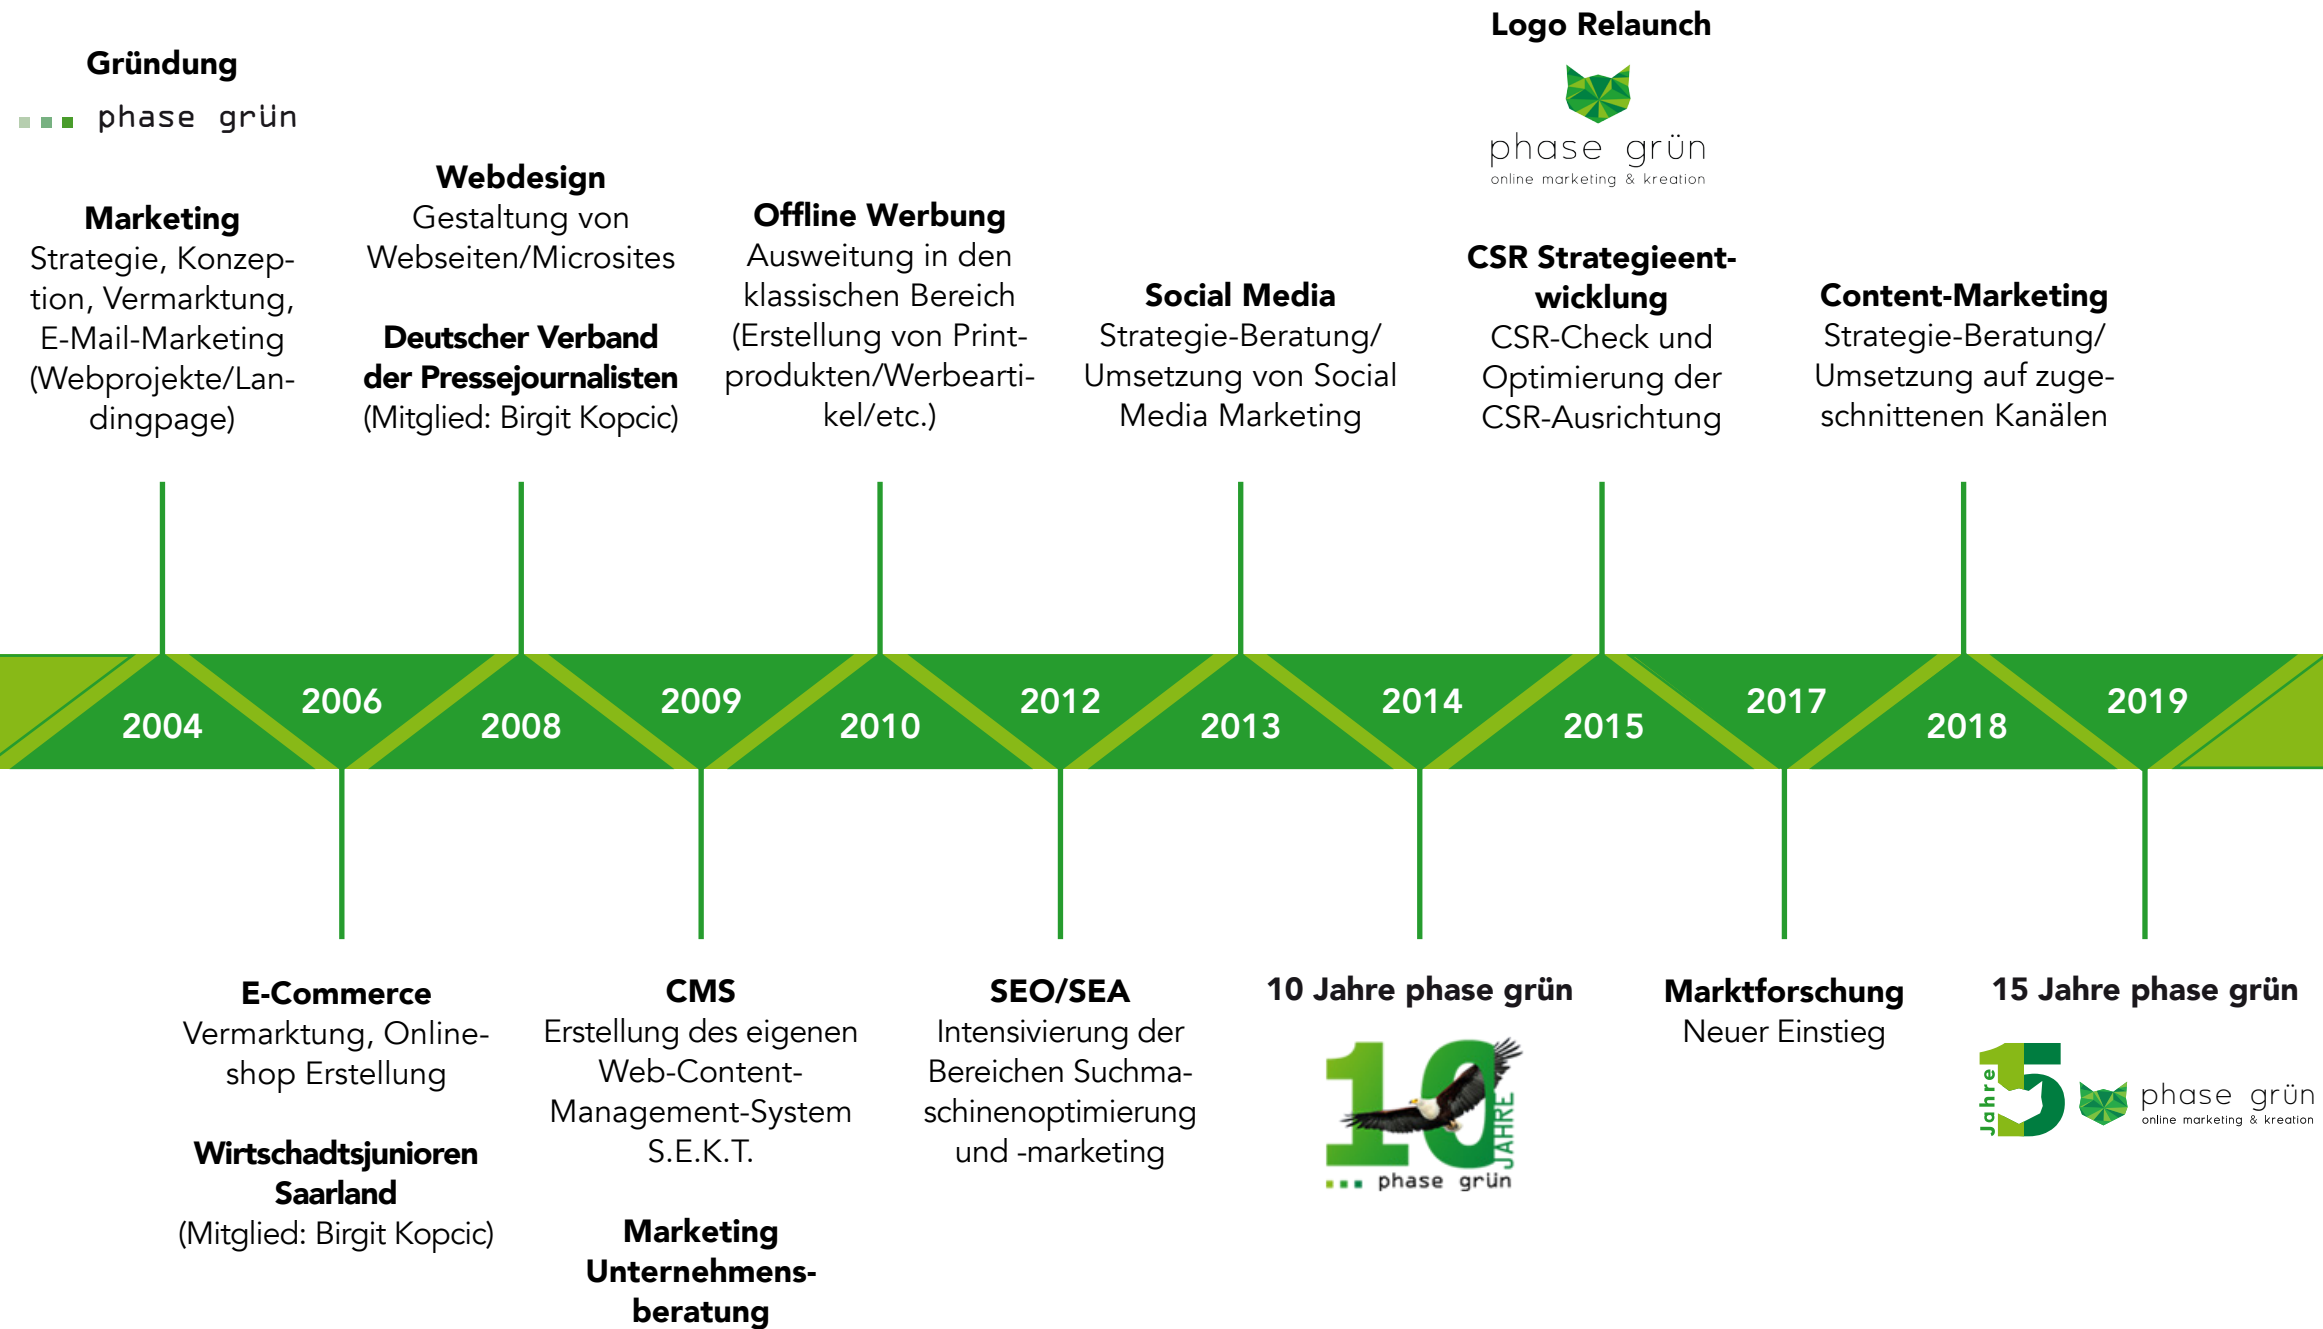 Gründung
phase grün
Marketing
Strategie, Konzep-
tion, Vermarktung,
E-Mail-Marketing
(Webprojekte/Lan-
dingpage)
Webdesign
Gestaltung von
Webseiten/Microsites
Deutscher Verband
der Pressejournalisten
(Mitglied: Birgit Kopcic)
Offline Werbung
Ausweitung in den
klassischen Bereich
(Erstellung von Print-
produkten/Werbearti-
kel/etc.)
Social Media
Strategie-Beratung/
Umsetzung von Social
Media Marketing
Logo Relaunch
phase grün
online marketing & kreation
CSR Strategieent-
wicklung
CSR-Check und
Optimierung der
CSR-Ausrichtung
Content-Marketing
Strategie-Beratung/
Umsetzung auf zuge-
schnittenen Kanälen
2004
2006
2008
2009
2010
2012
2013
2014
2015
2017
2018
2019
E-Commerce
Vermarktung, Online-
shop Erstellung
Wirtschadtsjunioren
Saarland
(Mitglied: Birgit Kopcic)
CMS
Erstellung des eigenen
Web-Content-
Management-System
S.E.K.T.
Marketing
Unternehmens-
beratung
SEO/SEA
Intensivierung der
Bereichen Suchma-
schinenoptimierung
und -marketing
10 Jahre phase grün
10
JAHRE
phase grün
Marktforschung
Neuer Einstieg
15 Jahre phase grün
15
Jahre
phase grün
online marketing & kreation